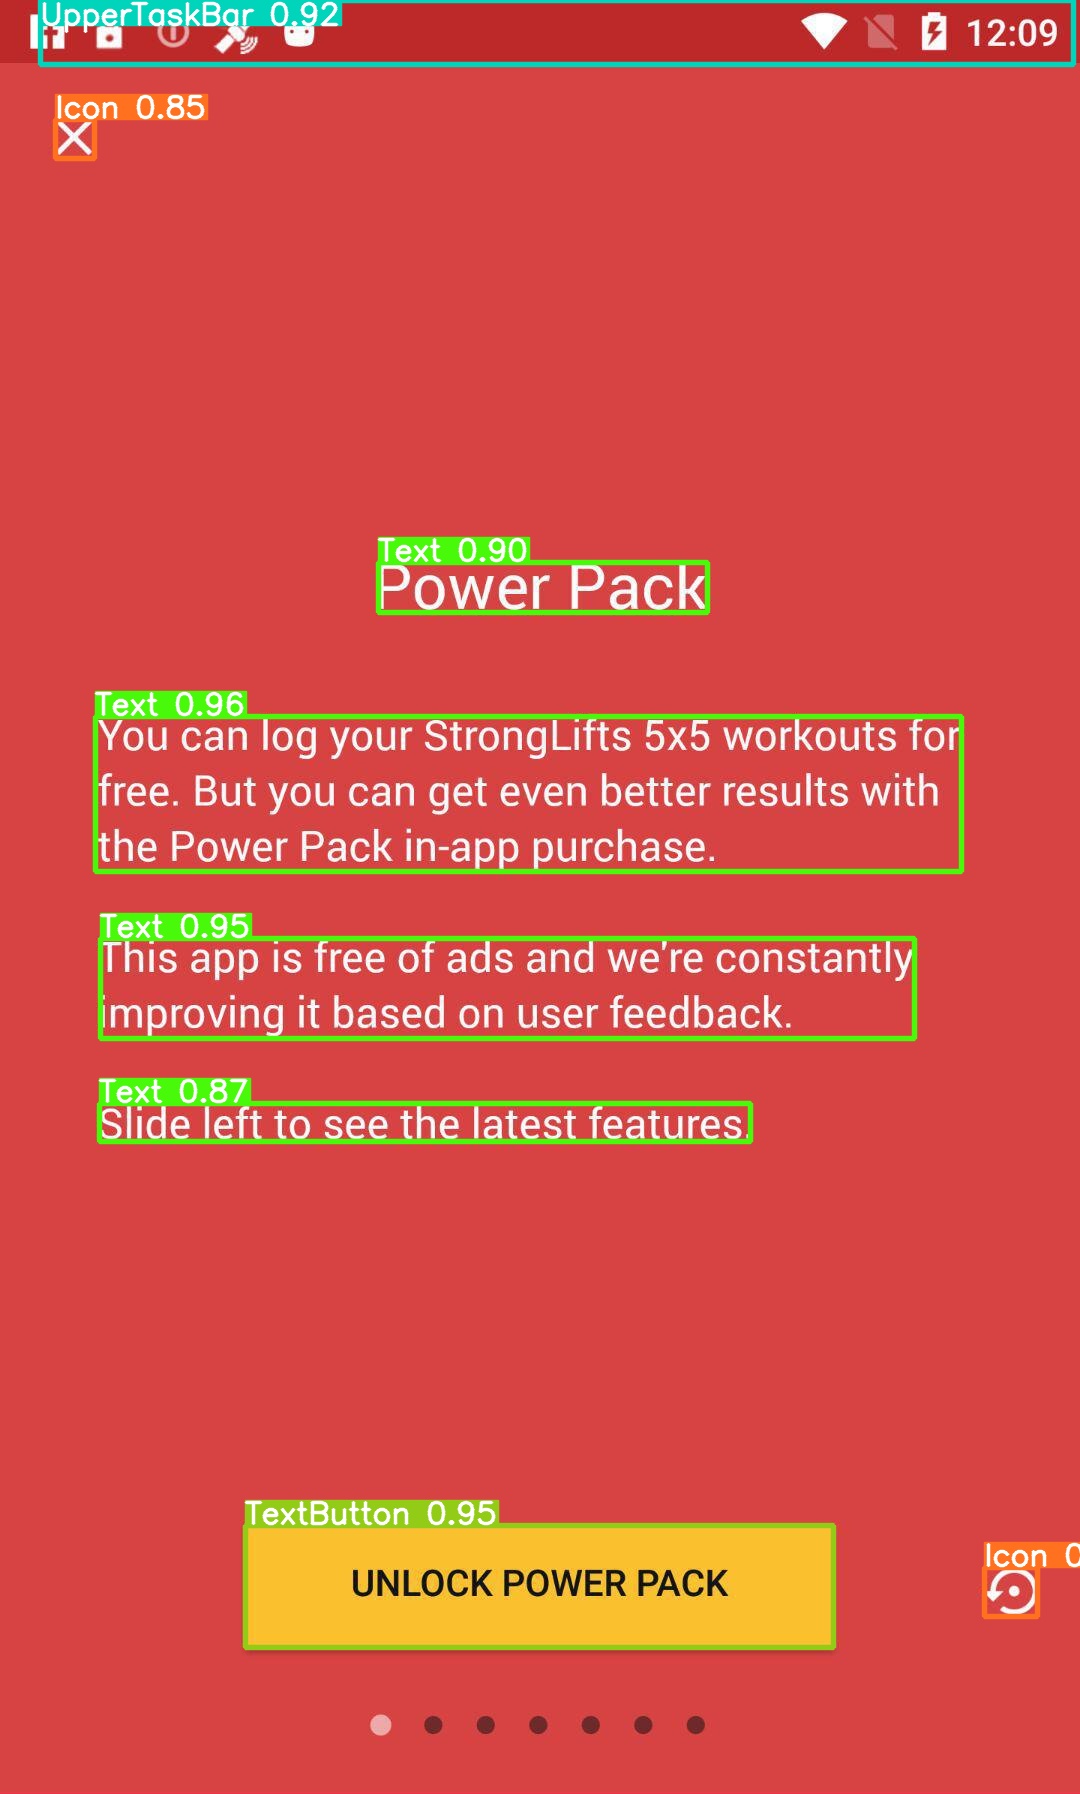 UpperTaskBar 0.92
12:09
Icon 0.85
Text 0.90
Power Pack
Text 0.96
You can log your StrongLifts 5x5 workouts for
free. But you can get even better results with
the Power Pack in-app purchase.
Text 0.95
This app is free of ads and we're constantly
improving it based on user feedback.
Text 0.87
Slide left to see the latest features.
TextButton 0.95
UNLOCK POWER PACK
Icon 0